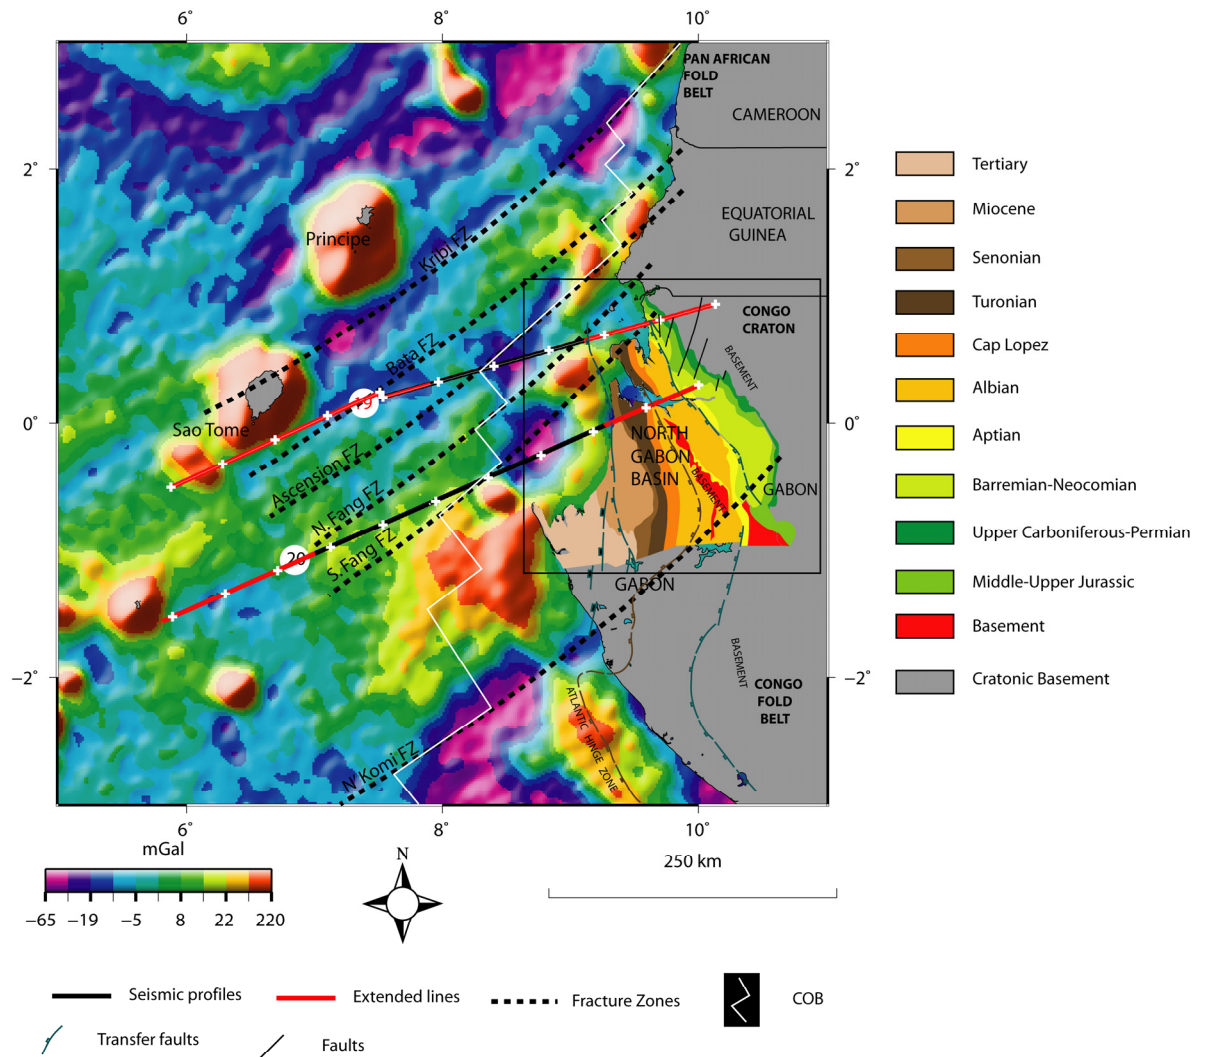 6° 8° 10°
PAN AFRICAN
FOLD
BELT
CAMEROON
2° 2°
Tertiary
Miocene
EQUATORIAL
GUINEA
Principe
Kribi FZ
Senonian
Turonian
CONGO
CRATON
Cap Lopez
Bata FZ
BASEMENT
Albian
19
0° 0°
Sao Tome
NORTH
GABON
BASIN
Aptian
Ascension FZ
BASEMENT
GABON
Barremian-Neocomian
N. Fang FZ
Upper Carboniferous-Permian
20
S. Fang FZ
GABON
Middle-Upper Jurassic
Basement
BASEMENT
−2° −2°
CONGO
FOLD
BELT
Cratonic Basement
ATLANTIC HINGE ZONE
N' Komi FZ
6° 8° 10°
mGal
−65 −19 −5 8 22 220
N
250 km
Seismic profiles
Extended lines
Fracture Zones
COB
Transfer faults
Faults